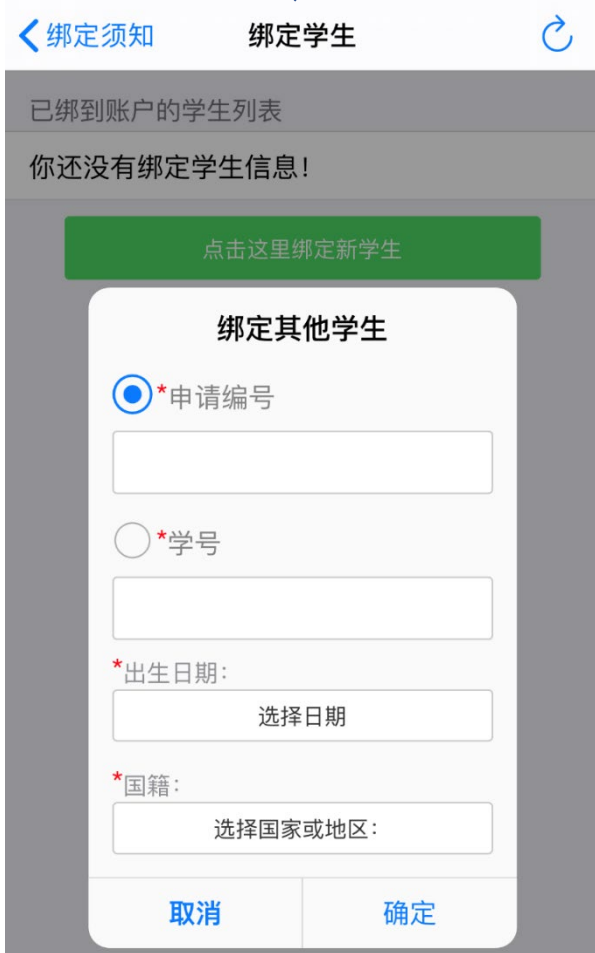 绑定须知 绑定学生
已绑到账户的学生列表
你还没有绑定学生信息！
点击这里绑定新学生
绑定其他学生
*申请编号
*学号
*出生日期：
选择日期
*国籍：
选择国家或地区：
取消 确定